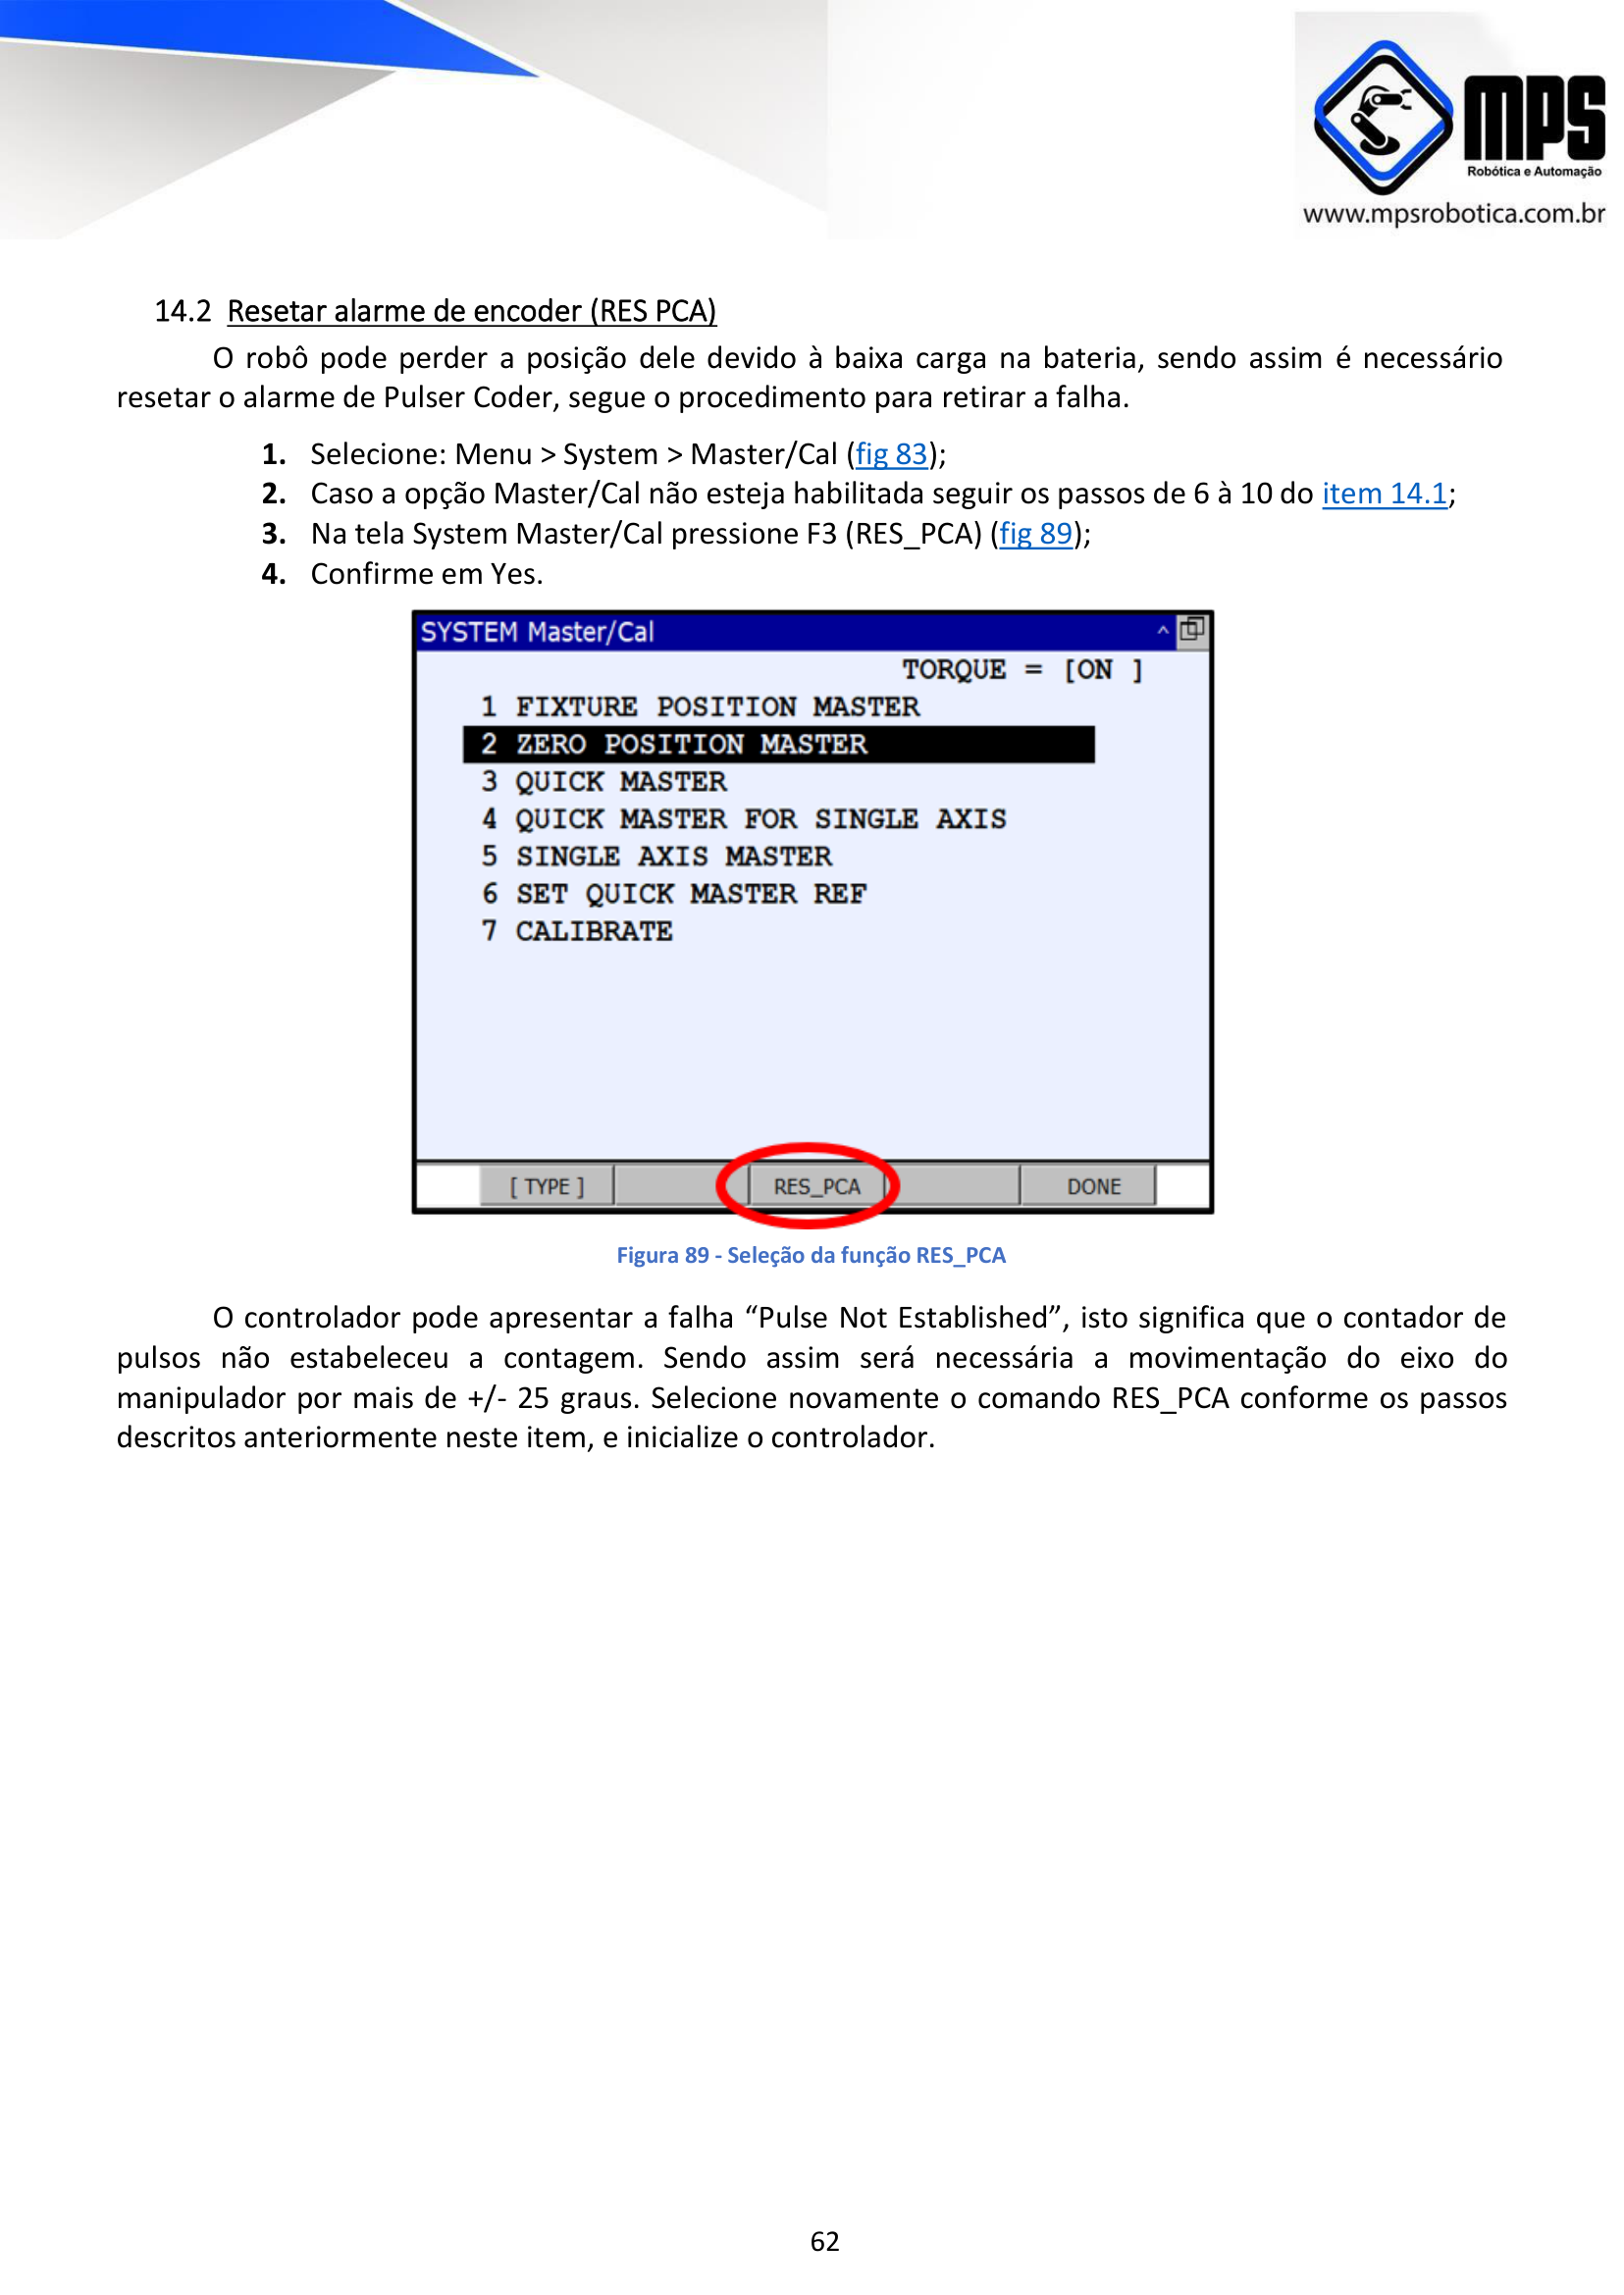 MPS
Robótica e Automação
www.mpsrobotica.com.br
14.2 Resetar alarme de encoder (RES PCA)
O robô pode perder a posição dele devido à baixa carga na bateria, sendo assim é necessário
resetar o alarme de Pulser Coder, segue o procedimento para retirar a falha.
1. Selecione: Menu > System > Master/Cal (fig 83);
2. Caso a opção Master/Cal não esteja habilitada seguir os passos de 6 à 10 do item 14.1;
3. Na tela System Master/Cal pressione F3 (RES_PCA) (fig 89);
4. Confirme em Yes.
SYSTEM Master/Cal
TORQUE = [ON ]
1 FIXTURE POSITION MASTER
2 ZERO POSITION MASTER
3 QUICK MASTER
4 QUICK MASTER FOR SINGLE AXIS
5 SINGLE AXIS MASTER
6 SET QUICK MASTER REF
7 CALIBRATE
[ TYPE ] RES_PCA DONE
Figura 89 - Seleção da função RES_PCA
O controlador pode apresentar a falha “Pulse Not Established”, isto significa que o contador de
pulsos não estabeleceu a contagem. Sendo assim será necessária a movimentação do eixo do
manipulador por mais de +/- 25 graus. Selecione novamente o comando RES_PCA conforme os passos
descritos anteriormente neste item, e inicialize o controlador.
62